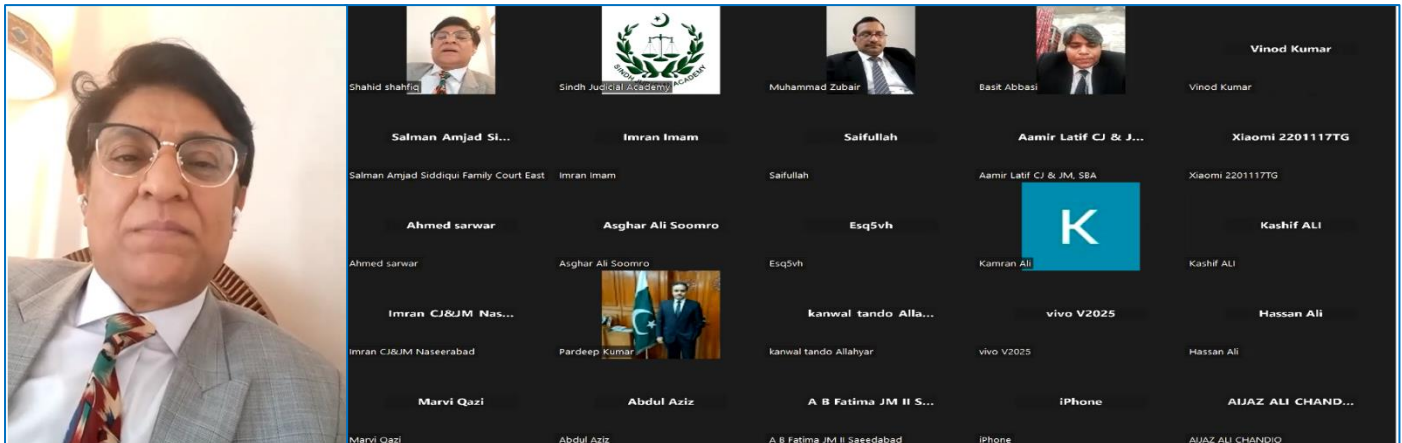 Shahid shahfiq
SINDH JUDICIAL ACADEMY
Sindh Judicial Academy
Muhammad Zubair
Basit Abbasi
Vinod Kumar
Vinod Kumar
Salman Amjad Si...
Imran Imam
Saifullah
Aamir Latif CJ & J...
Xiaomi 2201117TG
Salman Amjad Siddiqui Family Court East
Imran Imam
Saifullah
Aamir Latif CJ & JM, SBA
Xiaomi 2201117TG
Ahmed sarwar
Asghar Ali Soomro
Esq5vh
K
Kashif ALI
Ahmed sarwar
Asghar Ali Soomro
Esq5vh
Kamran Ali
Kashif ALI
Imran CJ&JM Nas...
kanwal tando Alla...
vivo V2025
Hassan Ali
Imran CJ&JM Naseerabad
Pardeep Kumar
kanwal tando Allahyar
vivo V2025
Hassan Ali
Marvi Qazi
Abdul Aziz
A B Fatima JM II S...
iPhone
AIJAZ ALI CHAND...
Marvi Qazi
Abdul Aziz
A B Fatima JM II Saeedabad
iPhone
AIJAZ ALI CHANDIO